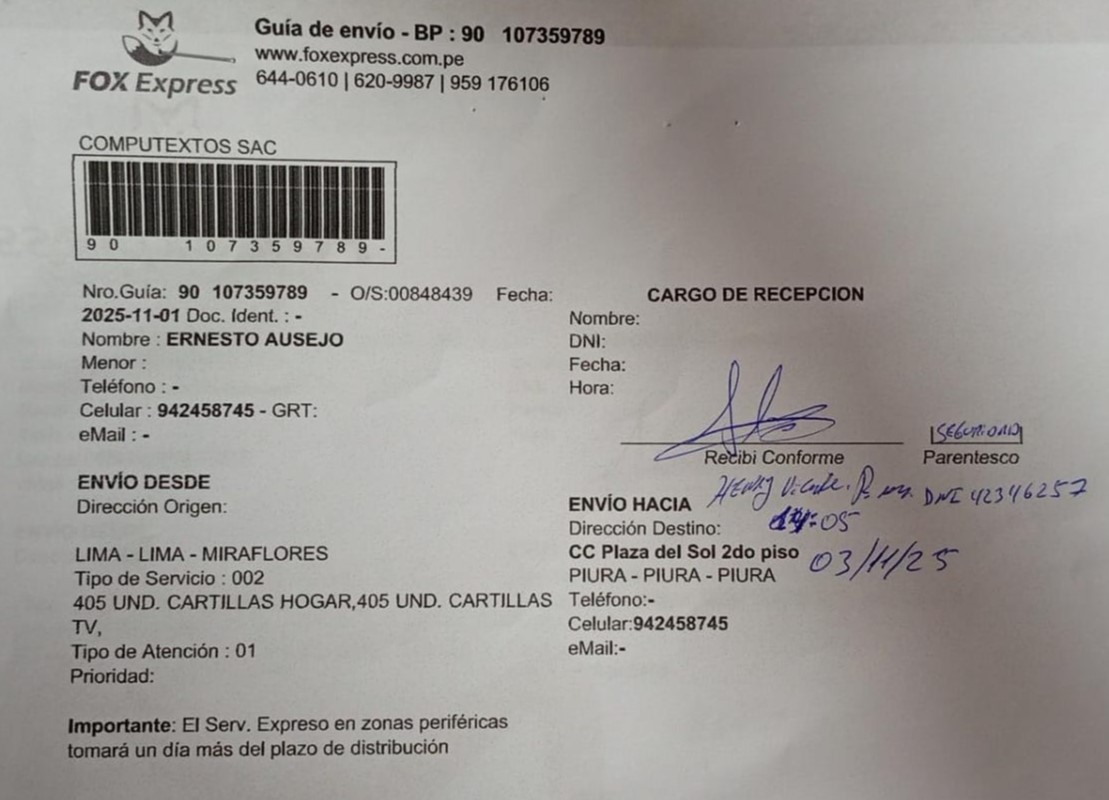 FOX Express
Guía de envío - BP : 90 107359789
www.foxexpress.com.pe
644-0610 | 620-9987 | 959 176106
COMPUTEXTOS SAC
90 107359789-
Nro.Guía: 90 107359789 - O/S:00848439 Fecha:
2025-11-01 Doc. Ident. : -
Nombre : ERNESTO AUSEJO
Menor :
Teléfono : -
Celular : 942458745 - GRT:
eMail : -
ENVÍO DESDE
Dirección Origen:
LIMA - LIMA - MIRAFLORES
Tipo de Servicio : 002
405 UND. CARTILLAS HOGAR,405 UND. CARTILLAS
TV,
Tipo de Atención : 01
Prioridad:
Importante: El Serv. Expreso en zonas periféricas
tomará un día más del plazo de distribución
CARGO DE RECEPCION
Nombre:
DNI:
Fecha:
Hora:
SEGURIDAD
Recibi Conforme Parentesco
Henry DNI 42346257
ENVÍO HACIA
:05
Dirección Destino:
CC Plaza del Sol 2do piso
03/11/25
PIURA - PIURA - PIURA
Teléfono:-
Celular:942458745
eMail:-